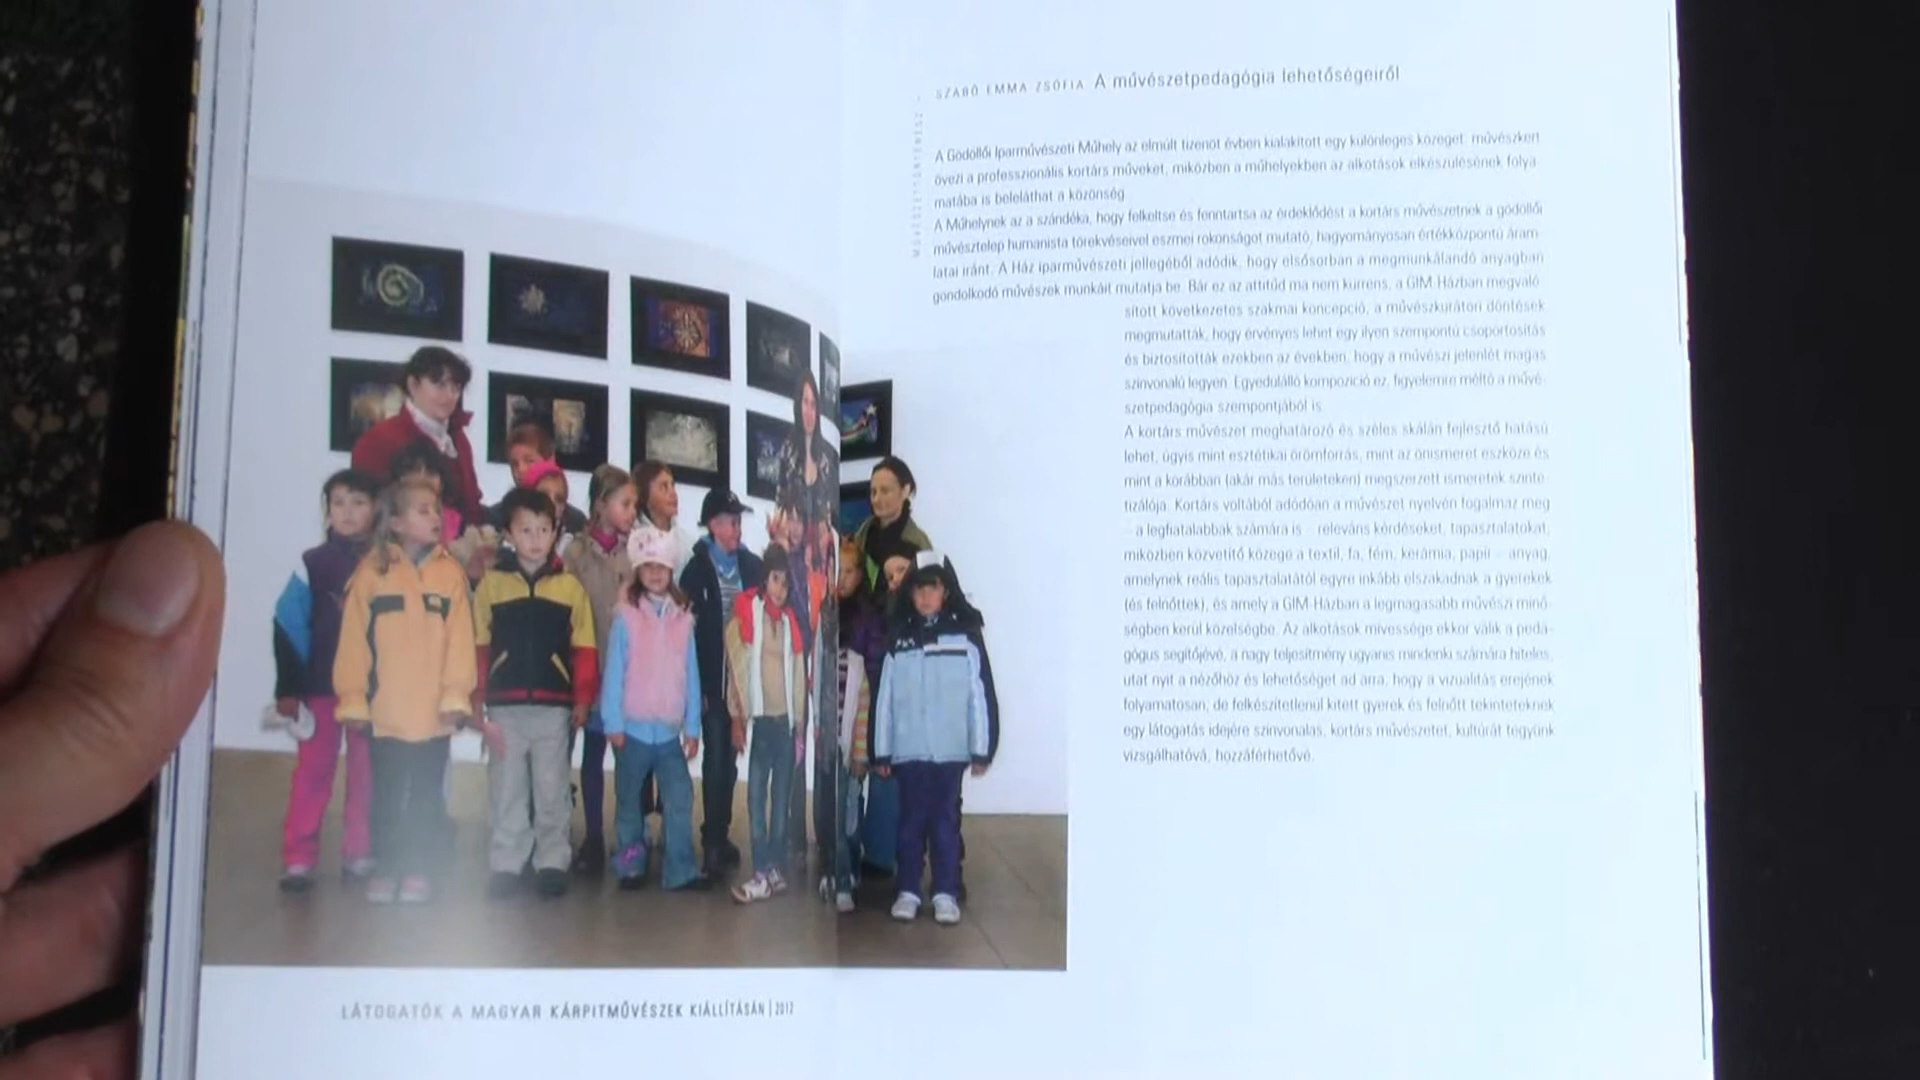 SZABÓ EMMA ZSÓFIA A művészetpedagógia lehetőségeiről
A Gödöllői Iparművészeti Műhely az elmúlt tizenöt évben kialakított egy különleges közeget: művészkert
övezi a professzionális kortárs műveket, miközben a műhelyekben az alkotások elkészülésének folya-
matába is beleláthat a közönség.
A Műhelynek az a szándéka, hogy felkeltse és fenntartsa az érdeklődést a kortárs művészetnek a gödöllői
művésztelep humanista törekvéseivel eszmei rokonságot mutató, hagyományosan értékközpontú áram-
latai iránt. A Ház iparművészeti jellegéből adódik, hogy elsősorban a megmunkálandó anyagban
gondolkodó művészek munkáit mutatja be. Bár ez az attitűd ma nem kurrens, a GIM-Házban megvaló-
sított következetes szakmai koncepció, a művészkurátori döntések
megmutatták, hogy érvényes lehet egy ilyen szempontú csoportosítás
és biztosították ezekben az években, hogy a művészi jelenlét magas
színvonalú legyen. Egyedülálló kompozíció ez, figyelemre méltó a művé-
szetpedagógia szempontjából is.
A kortárs művészet meghatározó és széles skálán fejlesztő hatású
lehet, úgyis mint esztétikai örömforrás, mint az önismeret eszköze és
mint a korábban (akár más területeken) megszerzett ismeretek szinte-
tizálója. Kortárs voltából adódóan a művészet nyelvén fogalmaz meg
– a legfiatalabbak számára is – releváns kérdéseket, tapasztalatokat,
miközben közvetítő közege a textil, fa, fém, kerámia, papír – anyag,
amelynek reális tapasztalatától egyre inkább elszakadnak a gyerekek
(és felnőttek), és amely a GIM-Házban a legmagasabb művészi minő-
ségben kerül közelségbe. Az alkotások mívessége ekkor válik a peda-
gógus segítőjévé, a nagy teljesítmény ugyanis mindenki számára hiteles,
utat nyit a nézőhöz és lehetőséget ad arra, hogy a vizualitás erejének
folyamatosan, de felkészítetlenül kitett gyerek és felnőtt tekinteteknek
egy látogatás idejére színvonalas, kortárs művészetet, kultúrát tegyünk
vizsgálhatóvá, hozzáférhetővé.
MŰVÉSZETTÖRTÉNÉSZ
LÁTOGATÓK A MAGYAR KÁRPITMŰVÉSZEK KIÁLLÍTÁSÁN | 2012